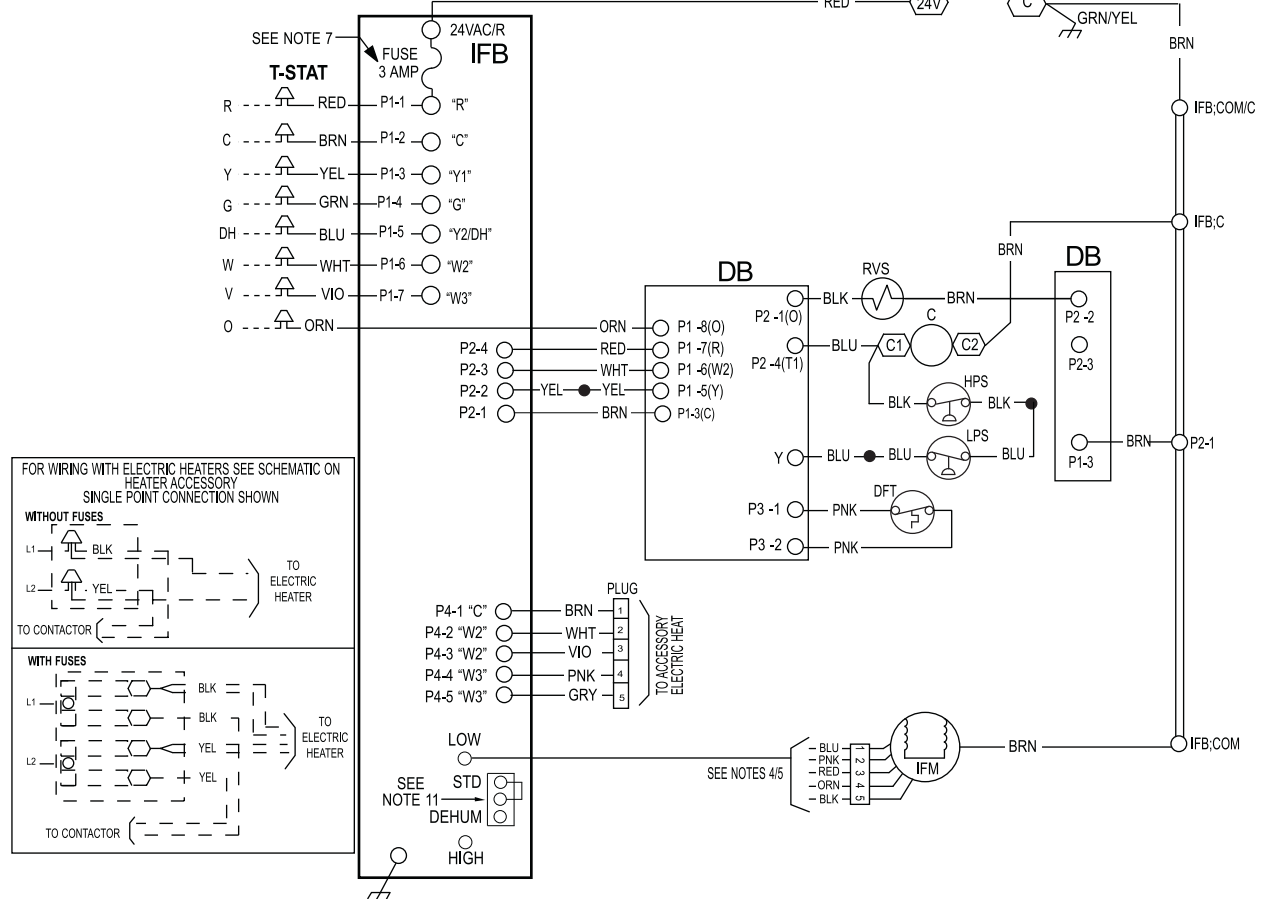 RED
24V
C
GRN/YEL
BRN
24VAC/R
SEE NOTE 7
FUSE
3 AMP
IFB
T-STAT
R RED P1-1 "R"
C BRN P1-2 "C"
Y YEL P1-3 "Y1"
G GRN P1-4 "G"
DH BLU P1-5 "Y2/DH"
W WHT P1-6 "W2"
V VIO P1-7 "W3"
O ORN
IFB;COM/C
IFB;C
BRN
DB
DB
RVS
P2 -1(O) BLK BRN P2 -2
C
P2 -4(T1) BLU C1 C2
P2-3
ORN P1 -8(O)
P2-4 RED P1 -7(R)
P2-3 WHT P1 -6(W2)
P2-2 YEL YEL P1 -5(Y)
P2-1 BRN P1-3(C)
HPS
BLK BLK
LPS
Y BLU BLU BLU
P1-3 BRN P2-1
DFT
P3 -1 PNK
P3 -2 PNK
FOR WIRING WITH ELECTRIC HEATERS SEE SCHEMATIC ON
HEATER ACCESSORY
SINGLE POINT CONNECTION SHOWN
WITHOUT FUSES
L1 BLK
L2 YEL
TO
ELECTRIC
HEATER
TO CONTACTOR
WITH FUSES
BLK
L1
BLK
YEL
L2
YEL
TO
ELECTRIC
HEATER
TO CONTACTOR
PLUG
P4-1 "C" BRN 1
P4-2 "W2" WHT 2
P4-3 "W2" VIO 3
P4-4 "W3" PNK 4
P4-5 "W3" GRY 5
TO ACCESSORY
ELECTRIC HEAT
LOW
STD
SEE
NOTE 11
DEHUM
HIGH
SEE NOTES 4/5
BLU 1
PNK 2
RED 3
ORN 4
BLK 5
IFM
BRN
IFB;COM